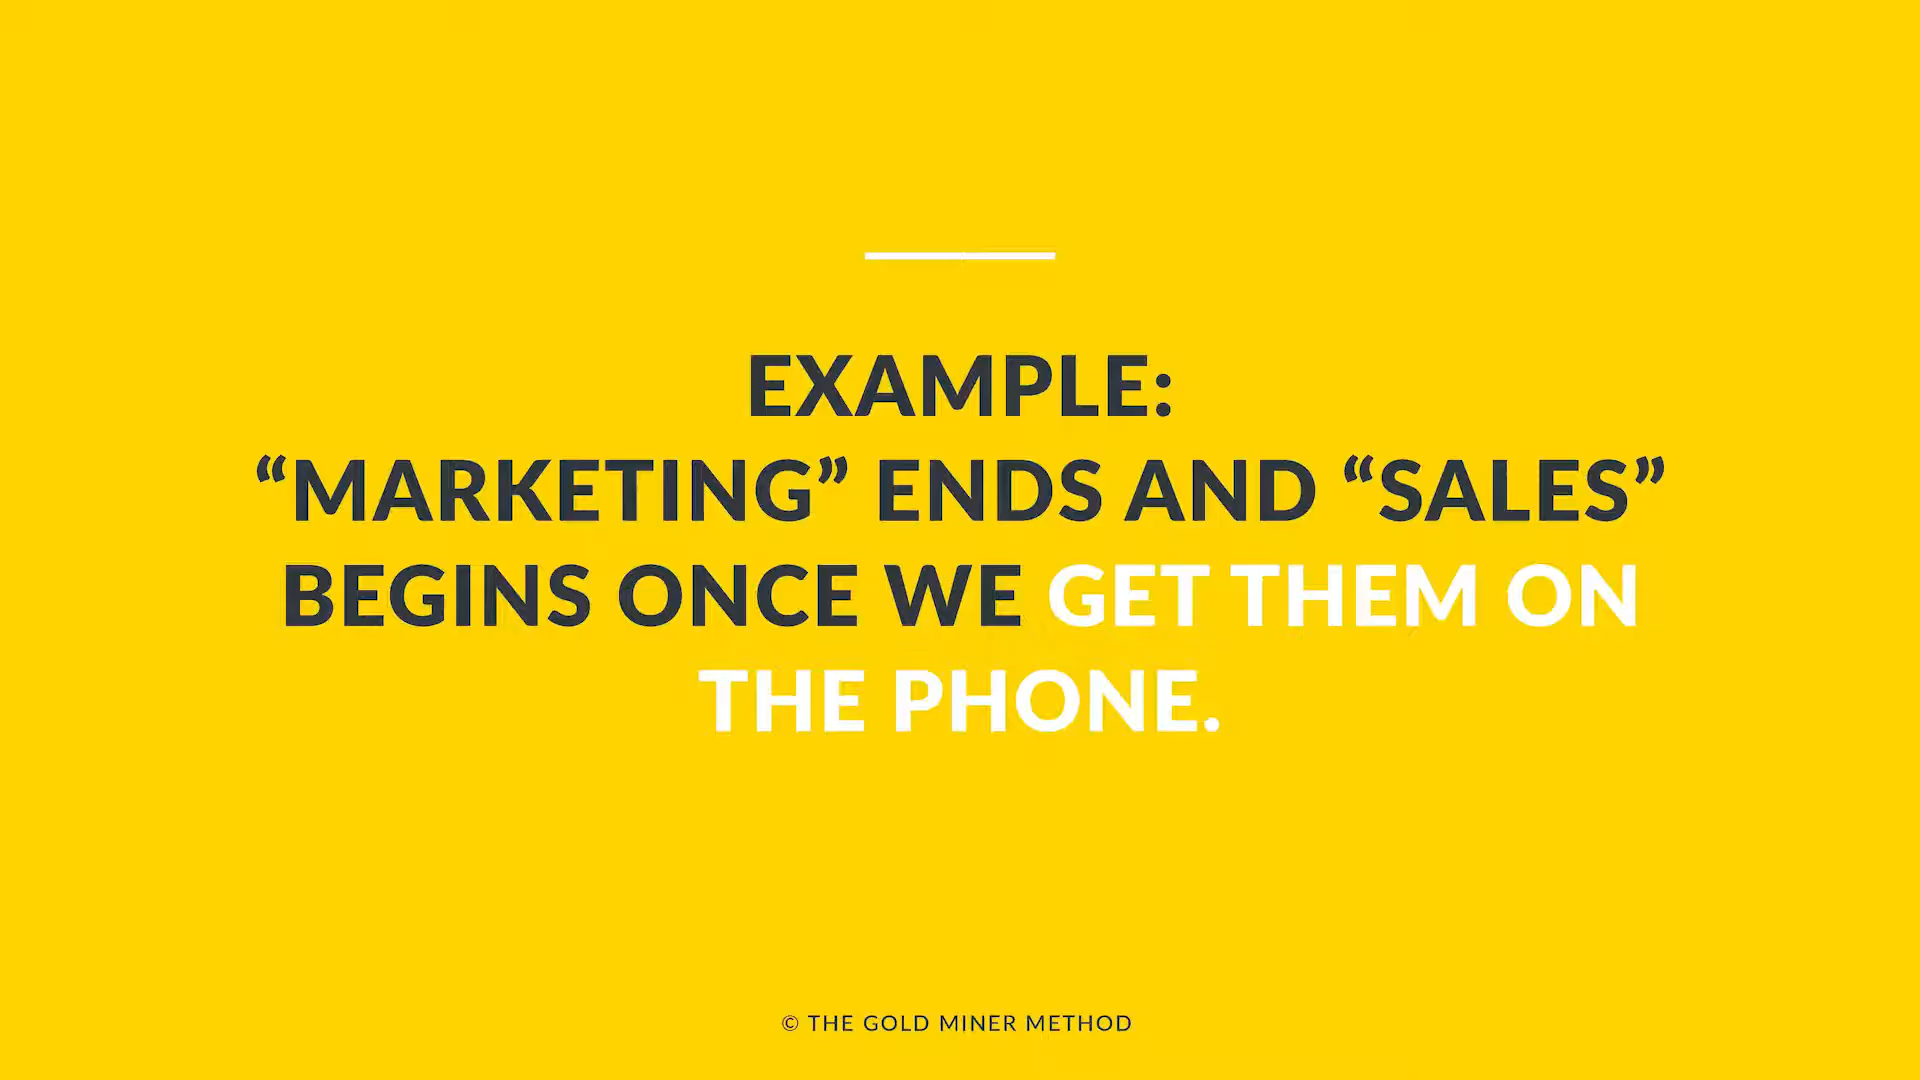 EXAMPLE:
“MARKETING” ENDS AND “SALES”
BEGINS ONCE WE GET THEM ON
THE PHONE.
© THE GOLD MINER METHOD